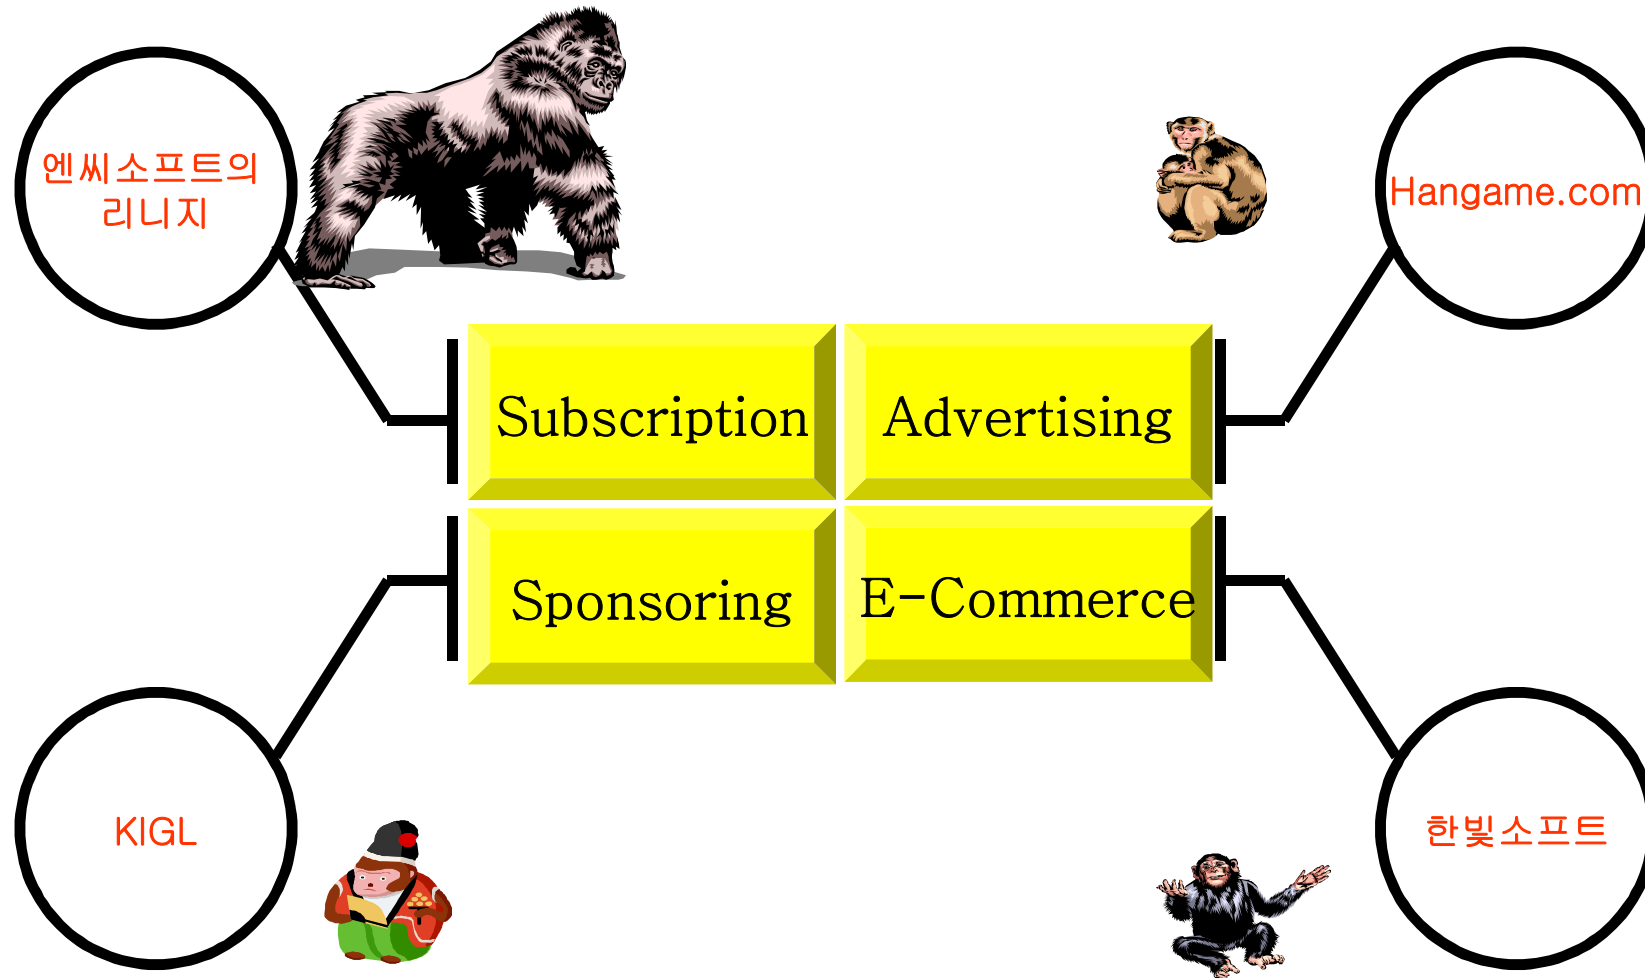 엔씨소프트의
리니지
Hangame.com
Subscription
Advertising
Sponsoring
E-Commerce
KIGL
한빛소프트